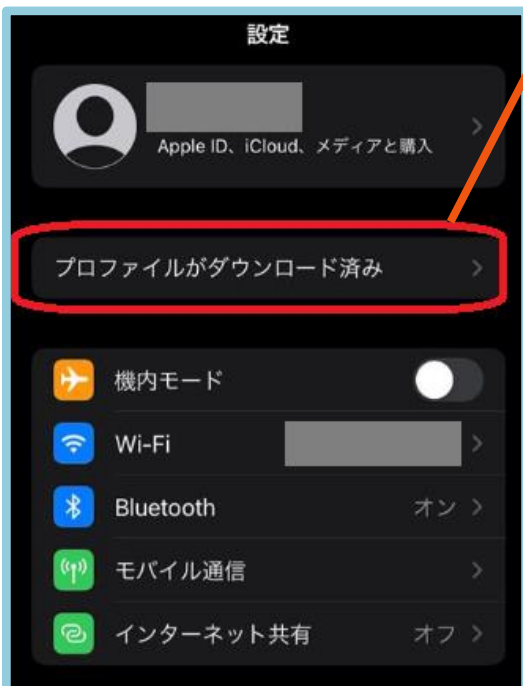 設定
Apple ID、iCloud、メディアと購入
プロファイルがダウンロード済み
機内モード
Wi-Fi
Bluetooth オン
モバイル通信
インターネット共有 オフ